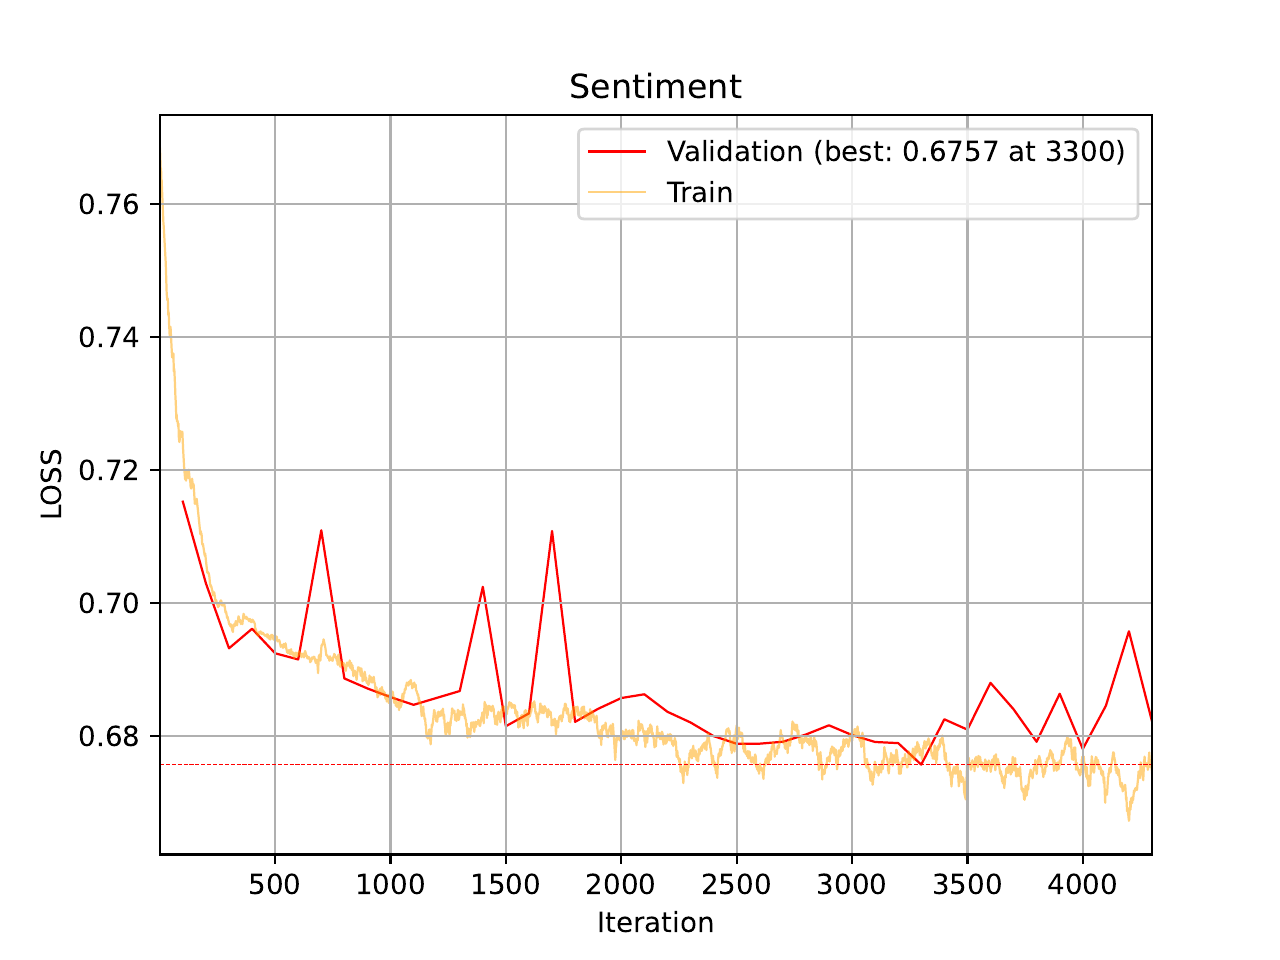 Sentiment
Validation (best: 0.6757 at 3300)
Train
0.76
0.74
0.72
0.70
0.68
LOSS
500 1000 1500 2000 2500 3000 3500 4000
Iteration